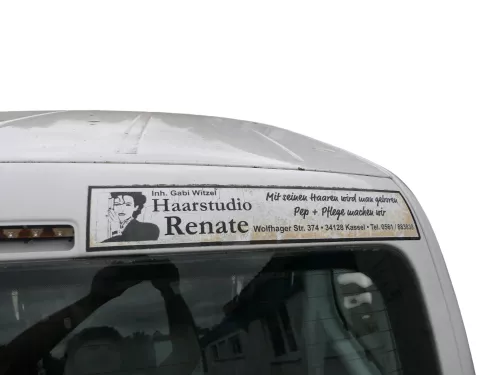 Inh. Gabi Witzel
Haarstudio
Renate
Mit seinen Haaren wird man geboren
Pep + Pflege machen wir
Wolfhager Str. 374 • 34128 Kassel • Tel. 0561 /